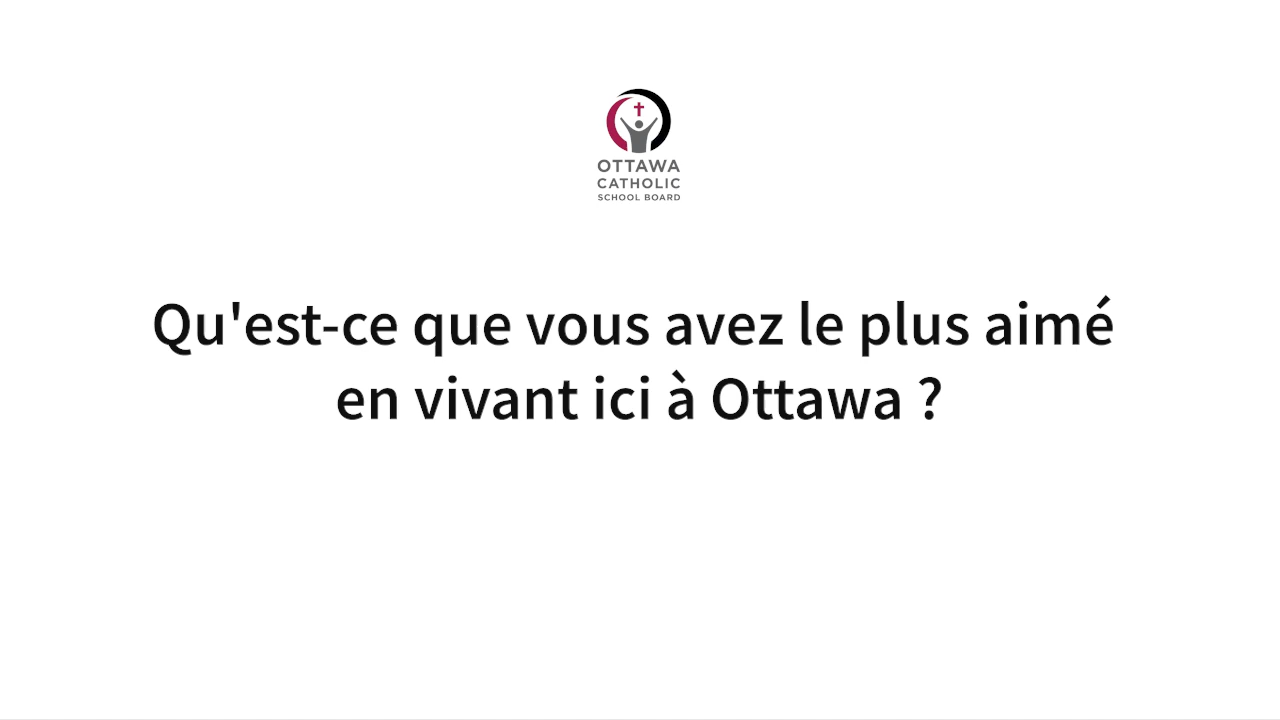 OTTAWA
CATHOLIC
SCHOOL BOARD
Qu'est-ce que vous avez le plus aimé
en vivant ici à Ottawa ?